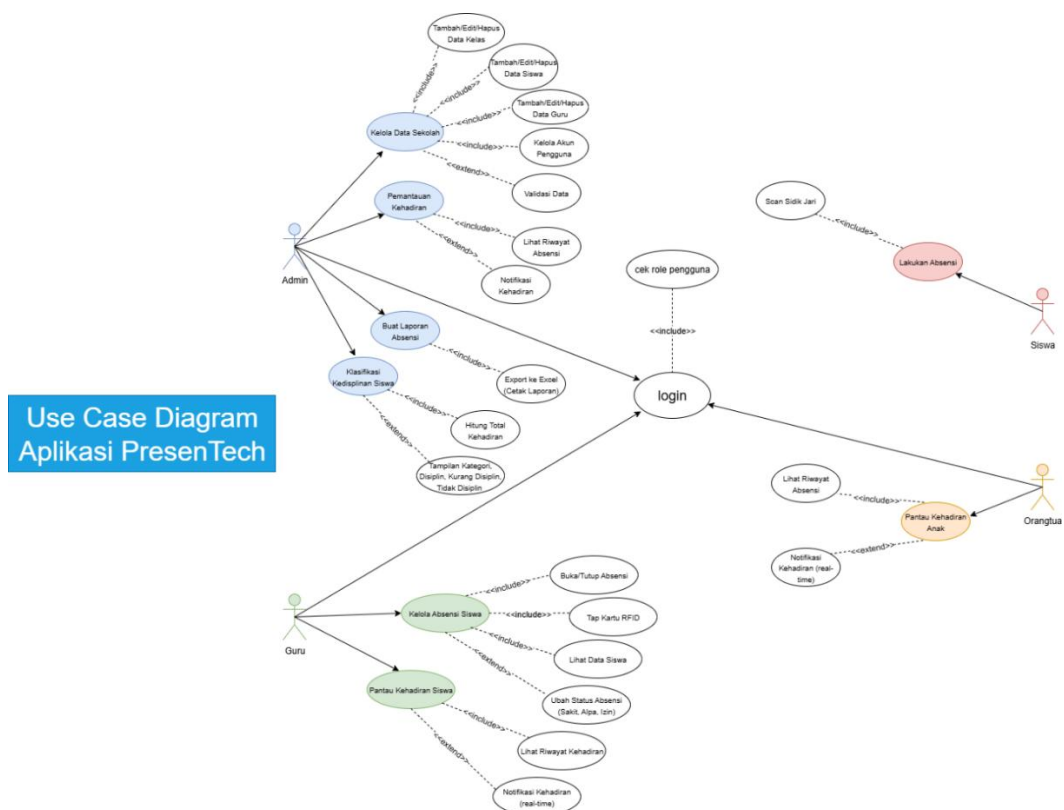 Tambah/Edit/Hapus
Data Kelas
<<include>>
Tambah/Edit/Hapus
Data Siswa
<<include>>
Tambah/Edit/Hapus
Data Guru
<<include>>
Kelola Data Sekolah
<<include>>
Kelola Akun
Pengguna
<<extend>>
Validasi Data
Pemantauan
Kehadiran
<<include>>
Lihat Riwayat
Absensi
<<extend>>
Notifikasi
Kehadiran
Admin
Buat Laporan
Absensi
<<include>>
Export ke Excel
(Cetak Laporan)
Klasifikasi
Kedisplinan Siswa
<<include>>
Hitung Total
Kehadiran
<<extend>>
Tampilan Kategori,
Disiplin, Kurang Disiplin,
Tidak Disiplin
Use Case Diagram
Aplikasi PresenTech
cek role pengguna
<<include>>
login
Scan Sidik Jari
<<include>>
Lakukan Absensi
Siswa
Lihat Riwayat
Absensi
<<include>>
Pantau Kehadiran
Anak
Orangtua
<<extend>>
Notifikasi
Kehadiran (real-
time)
Guru
Kelola Absensi Siswa
<<include>>
Buka/Tutup Absensi
<<include>>
Tap Kartu RFID
<<include>>
Lihat Data Siswa
<<extend>>
Ubah Status Absensi
(Sakit, Alpa, Izin)
Pantau Kehadiran Siswa
<<include>>
Lihat Riwayat Kehadiran
<<extend>>
Notifikasi Kehadiran
(real-time)